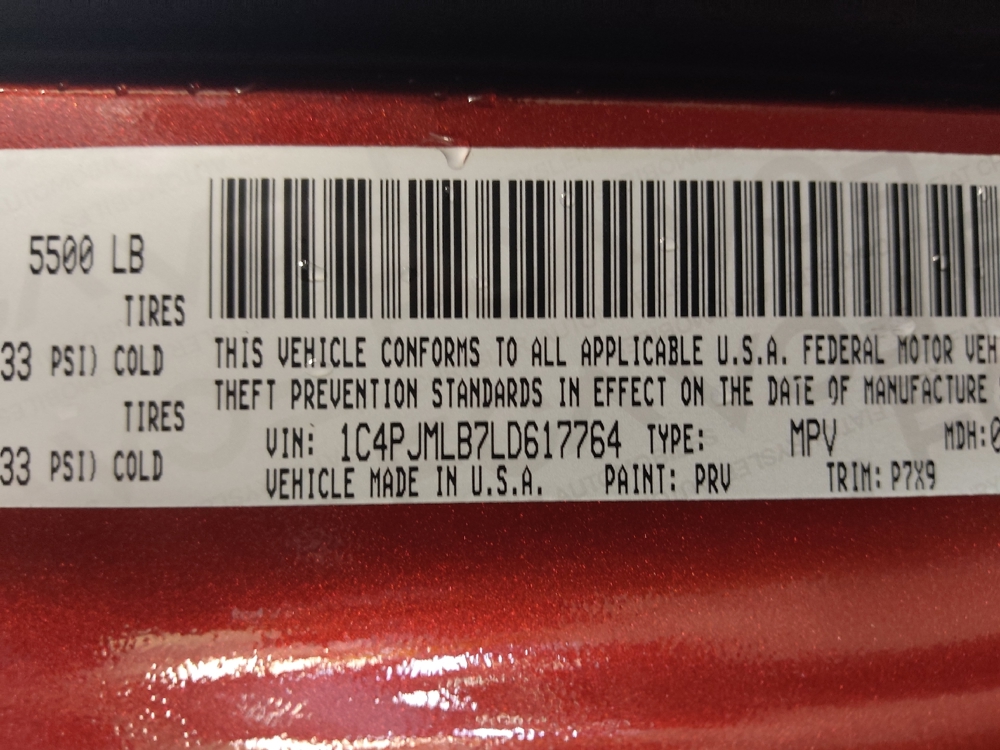 5500 LB
TIRES
33 PSI) COLD
TIRES
33 PSI) COLD
THIS VEHICLE CONFORMS TO ALL APPLICABLE U.S.A. FEDERAL MOTOR VEH
THEFT PREVENTION STANDARDS IN EFFECT ON THE DATE OF MANUFACTURE
VIN: 1C4PJMLB7LD617764 TYPE: MPV MDH:0
VEHICLE MADE IN U.S.A. PAINT: PRV TRIM: P7X9